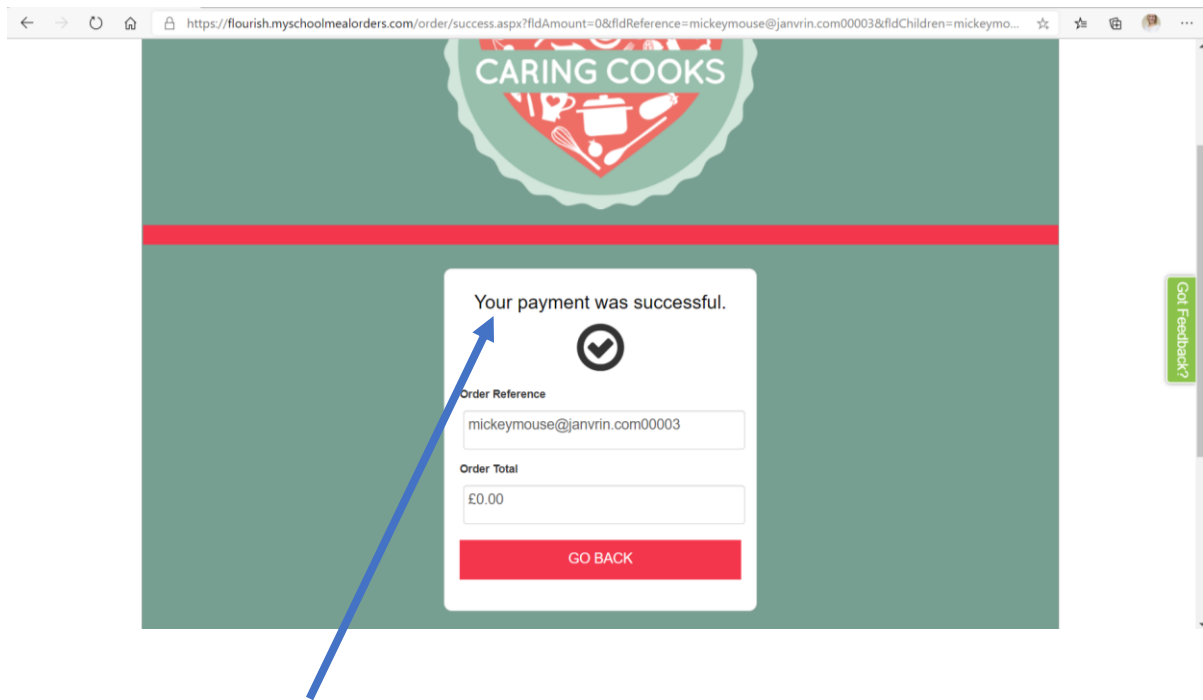 https://flourish.myschoolmealorders.com/order/success.aspx?fldAmount=0&fldReference=mickeymouse@janvrin.com00003&fldChildren=mickeymo...
CARING COOKS
Your payment was successful.
Order Reference
mickeymouse@janvrin.com00003
Order Total
£0.00
GO BACK
Got Feedback?